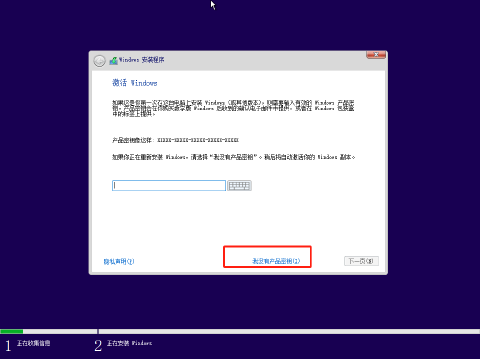 Windows 安装程序
激活 Windows
如果这是你第一次在这台电脑上安装 Windows (或其他版本)，则需要输入有效的 Windows 产品密
钥。产品密钥会在你购买数字版 Windows 后收到的确认电子邮件中提供，或者在 Windows 包装盒
中的标签上提供。
产品密钥像这样: XXXXX-XXXXX-XXXXX-XXXXX-XXXXX
如果你正在重新安装 Windows，请选择“我没有产品密钥”。稍后将自动激活你的 Windows 副本。
隐私声明(P)
我没有产品密钥(I)
下一页(N)
1 正在收集信息
2 正在安装 Windows